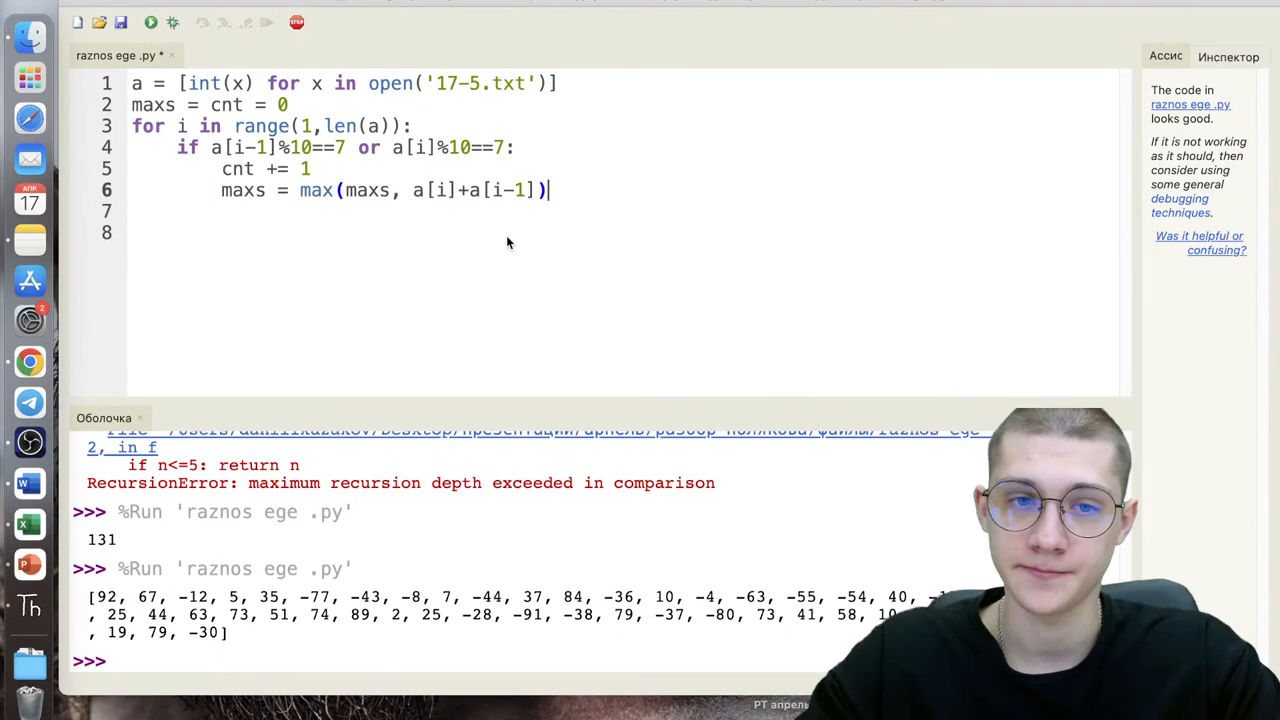 STOP
raznos ege .py *
Ассис
Инспектор
1 a = [int(x) for x in open('17-5.txt')]
2 maxs = cnt = 0
3 for i in range(1,len(a)):
4 if a[i-1]%10==7 or a[i]%10==7:
5 cnt += 1
6 maxs = max(maxs, a[i]+a[i-1])
7
8
The code in
raznos ege .py
looks good.
If it is not working
as it should, then
consider using
some general
debugging
techniques.
Was it helpful or
confusing?
АПР.
17
2
W
X
P
Th
Оболочка
2, in f
if n<=5: return n
RecursionError: maximum recursion depth exceeded in comparison
>>> %Run 'raznos ege .py'
131
>>> %Run 'raznos ege .py'
[92, 67, -12, 5, 35, -77, -43, -8, 7, -44, 37, 84, -36, 10, -4, -63, -55, -54, 40,
, 25, 44, 63, 73, 51, 74, 89, 2, 25, -28, -91, -38, 79, -37, -80, 73, 41, 58,
, 19, 79, -30]
>>>
РТ апрель